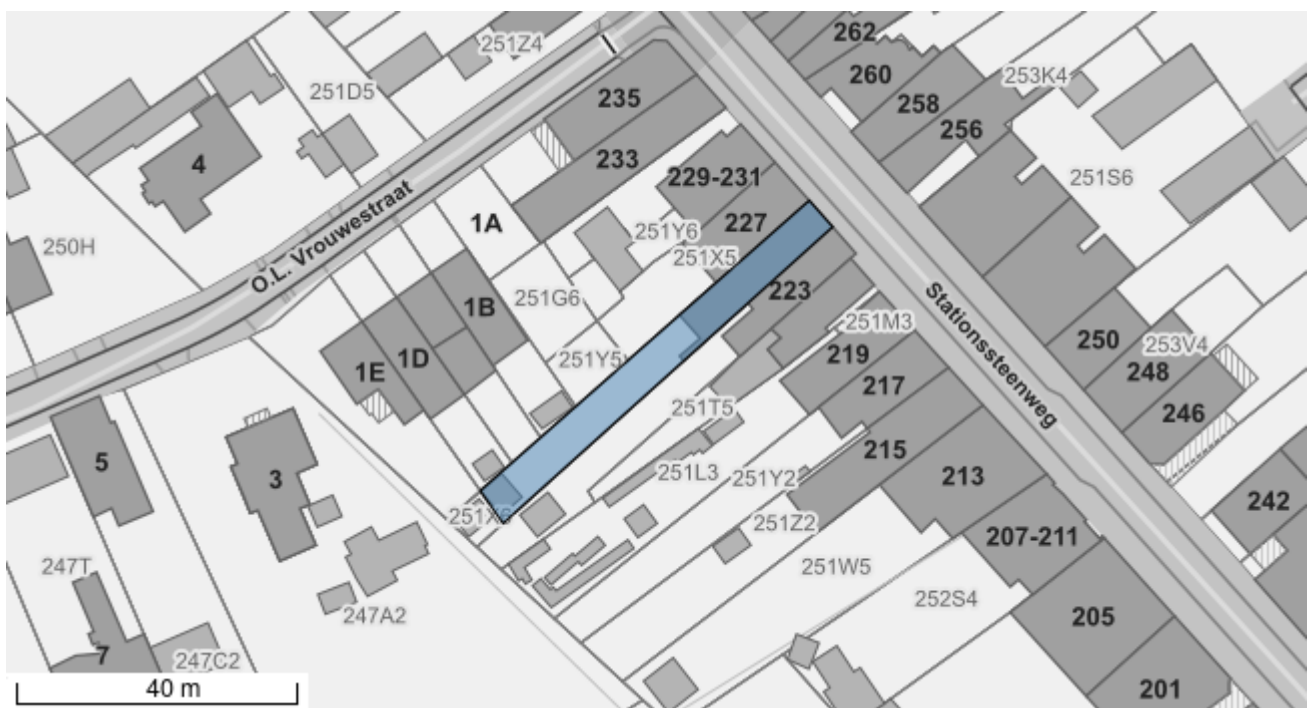 262
251Z4
260
253K4
235
258
251D5
256
233
4
229-231
251S6
1A
O.L. Vrouwestraat
227
251Y6
250H
251X5
251G6
223
1B
Stationssteenweg
251M3
250
219
253V4
1D
251Y5
248
1E
217
251T5
246
215
5
251L3
213
3
251Y2
242
251X6
251Z2
207-211
247T
251W5
252S4
247A2
205
7
247C2
40 m
201